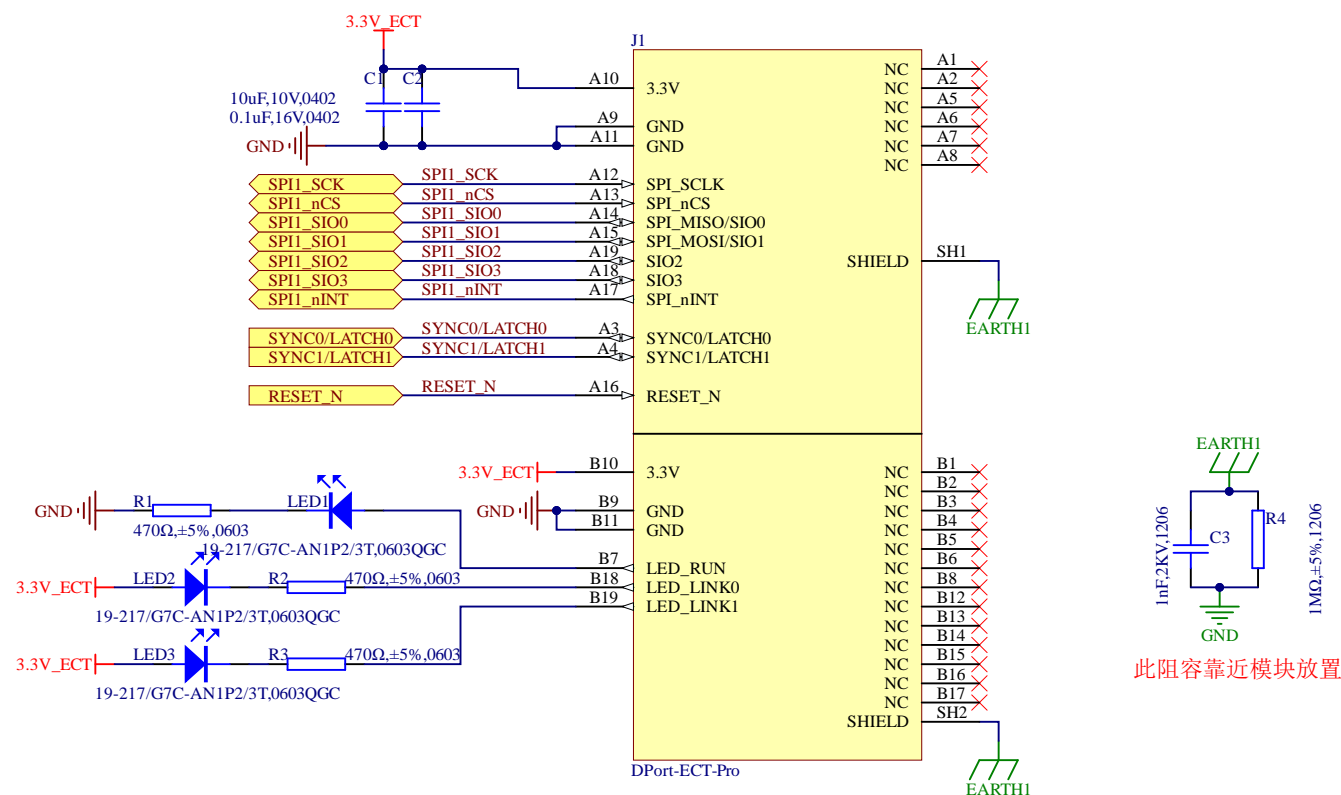 3.3V_ECT
J1
C1
C2
10uF,10V,0402
0.1uF,16V,0402
GND
A10
3.3V
A9
GND
A11
GND
SPI1_SCK
SPI1_SCK
A12
SPI_SCLK
SPI1_nCS
SPI1_nCS
A13
SPI_nCS
SPI1_SIO0
SPI1_SIO0
A14
SPI_MISO/SIO0
SPI1_SIO1
SPI1_SIO1
A15
SPI_MOSI/SIO1
SPI1_SIO2
SPI1_SIO2
A19
SIO2
SPI1_SIO3
SPI1_SIO3
A18
SIO3
SPI1_nINT
SPI1_nINT
A17
SPI_nINT
SYNC0/LATCH0
SYNC0/LATCH0
A3
SYNC0/LATCH0
SYNC1/LATCH1
SYNC1/LATCH1
A4
SYNC1/LATCH1
RESET_N
RESET_N
A16
RESET_N
NC
A1
NC
A2
NC
A5
NC
A6
NC
A7
NC
A8
SHIELD
SH1
EARTH1
3.3V_ECT
B10
3.3V
GND
B9
GND
B11
GND
GND
R1
470Ω,±5%,0603
LED1
19-217/G7C-AN1P2/3T,0603QGC
B7
LED_RUN
3.3V_ECT
LED2
19-217/G7C-AN1P2/3T,0603QGC
R2
470Ω,±5%,0603
B18
LED_LINK0
3.3V_ECT
LED3
19-217/G7C-AN1P2/3T,0603QGC
R3
470Ω,±5%,0603
B19
LED_LINK1
NC
B1
NC
B2
NC
B3
NC
B4
NC
B5
NC
B6
NC
B8
NC
B12
NC
B13
NC
B14
NC
B15
NC
B16
NC
B17
SHIELD
SH2
EARTH1
DPort-ECT-Pro
EARTH1
1nF,2KV,1206
C3
R4
1MΩ,±5%,1206
GND
此阻容靠近模块放置